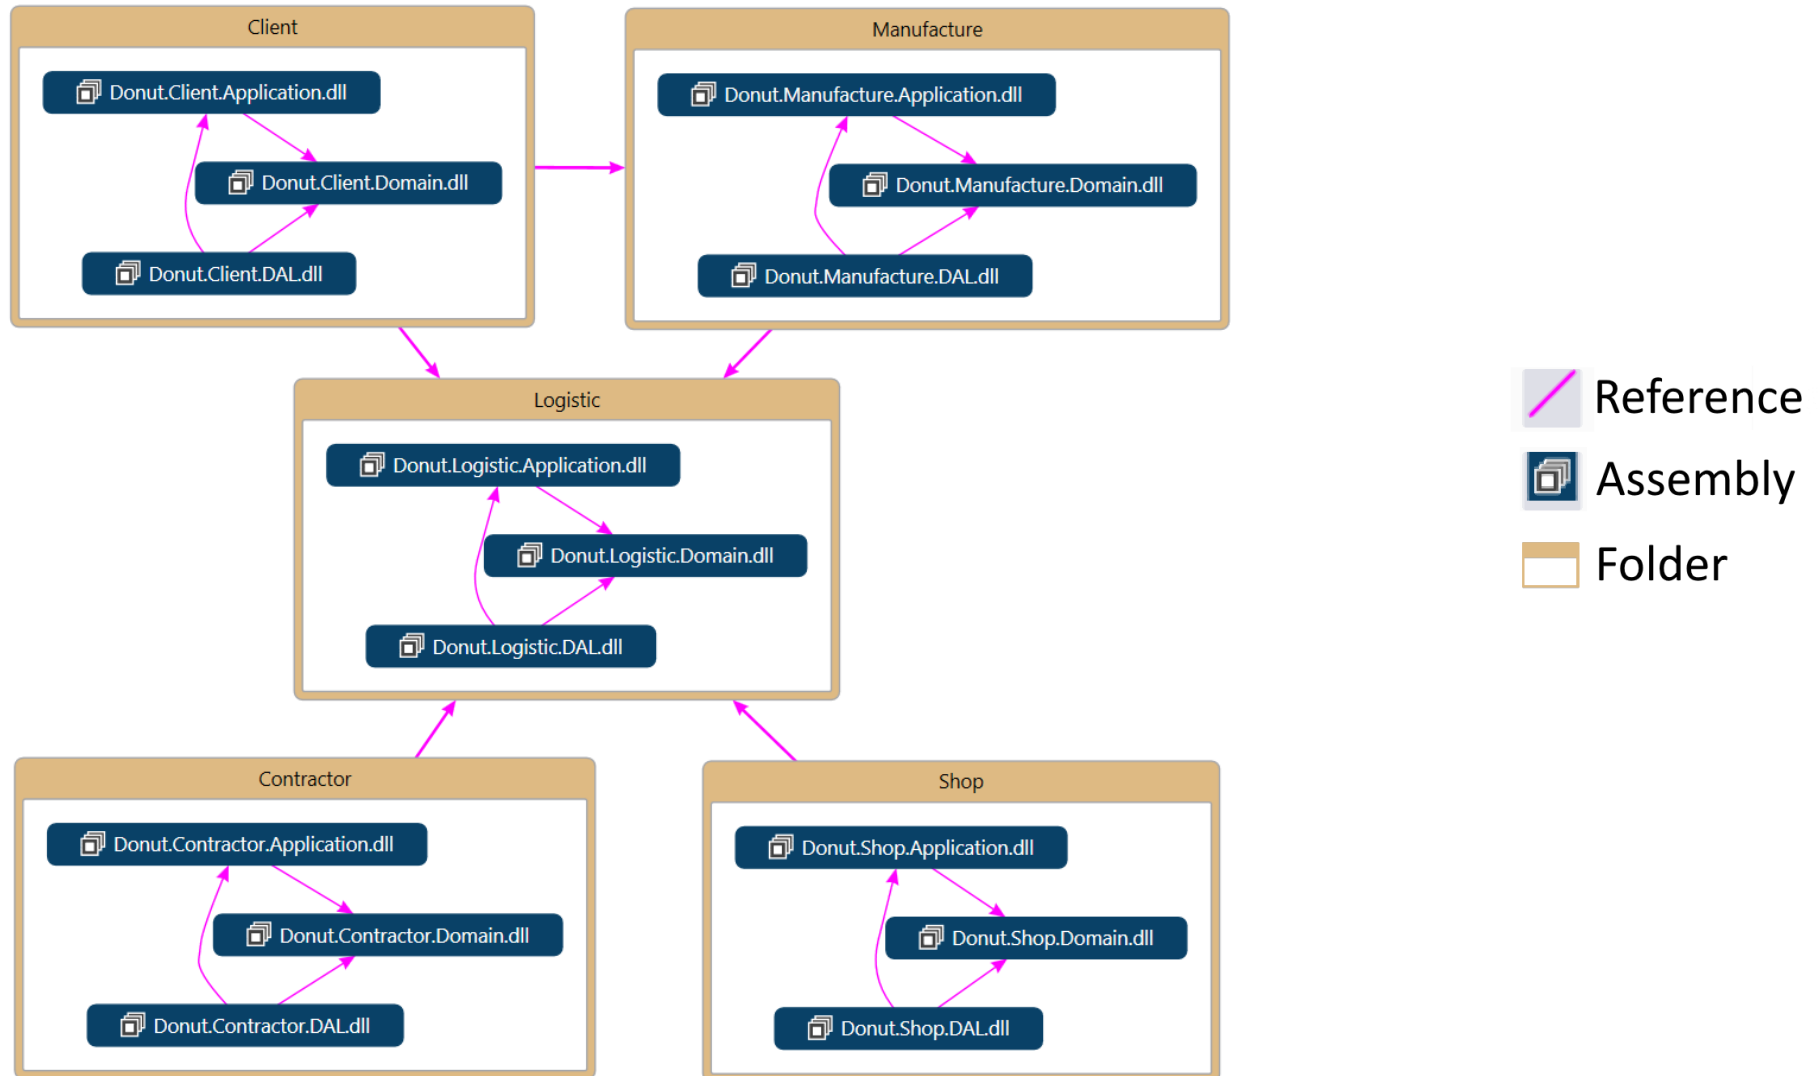 Client
Donut.Client.Application.dll
Donut.Client.Domain.dll
Donut.Client.DAL.dll
Manufacture
Donut.Manufacture.Application.dll
Donut.Manufacture.Domain.dll
Donut.Manufacture.DAL.dll
Logistic
Donut.Logistic.Application.dll
Donut.Logistic.Domain.dll
Donut.Logistic.DAL.dll
Contractor
Donut.Contractor.Application.dll
Donut.Contractor.Domain.dll
Donut.Contractor.DAL.dll
Shop
Donut.Shop.Application.dll
Donut.Shop.Domain.dll
Donut.Shop.DAL.dll
Reference
Assembly
Folder